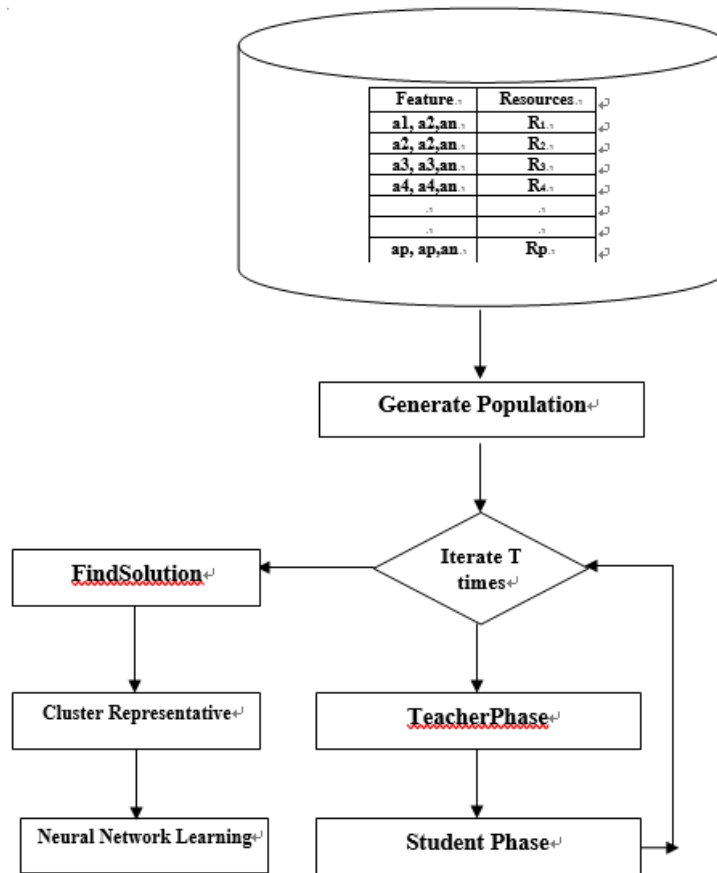 Feature Resources
a1, a2,an R1
a2, a2,an R2
a3, a3,an R3
a4, a4,an R4
. .
. .
ap, ap,an Rp
Generate Population
Iterate T
times
FindSolution
Cluster Representative
TeacherPhase
Neural Network Learning
Student Phase